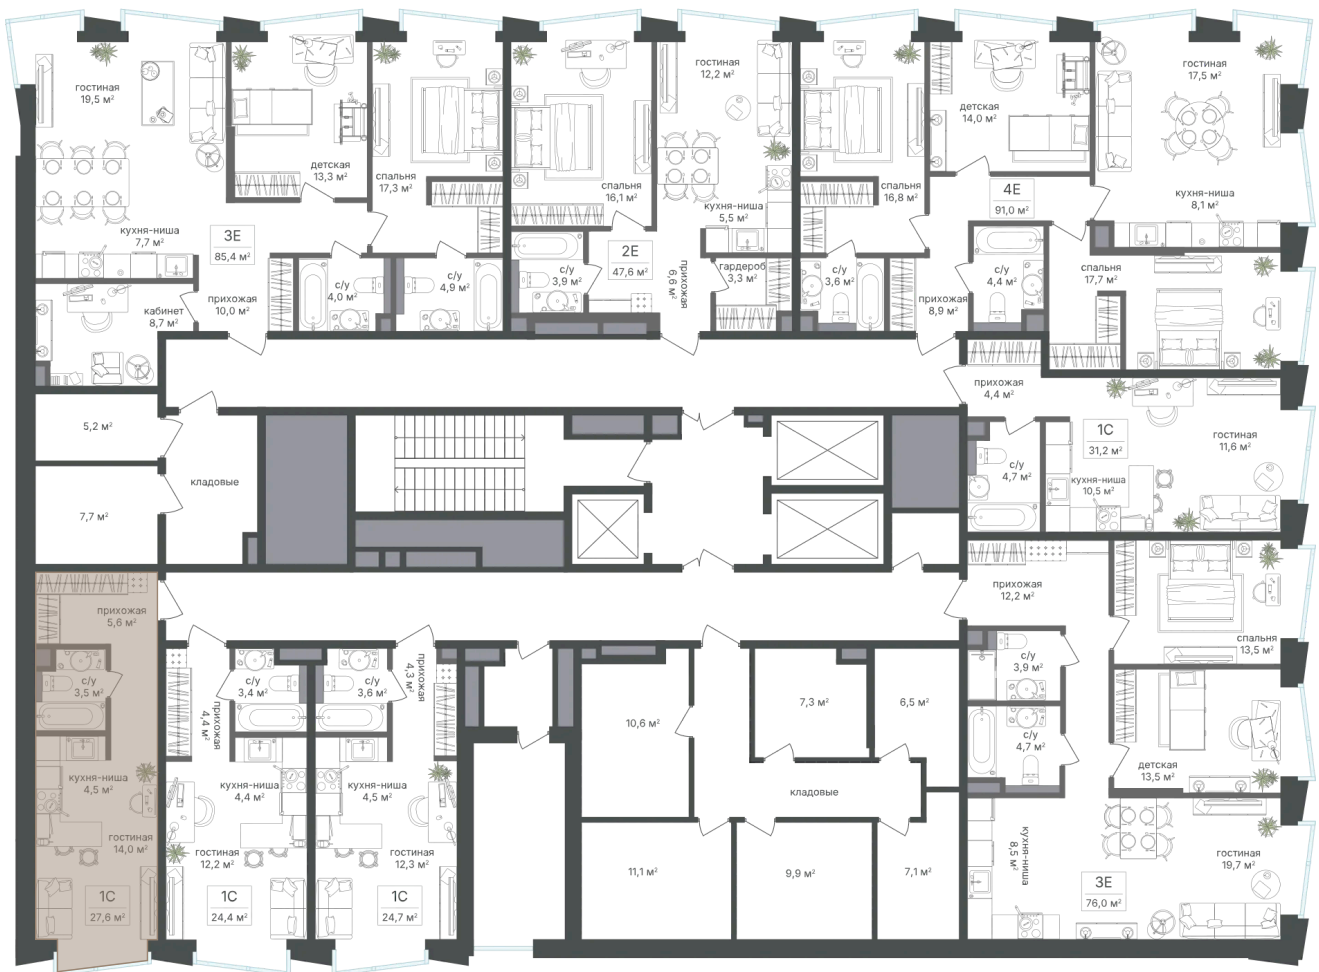 гостиная
19,5 м²
детская
13,3 м²
спальня
17,3 м²
спальня
16,1 м²
гостиная
12,2 м²
кухня-ниша
5,5 м²
спальня
16,8 м²
детская
14,0 м²
гостиная
17,5 м²
кухня-ниша
8,1 м²
4Е
91,0 м²
кухня-ниша
7,7 м²
3Е
85,4 м²
2Е
47,6 м²
с/у
4,0 м²
с/у
4,9 м²
с/у
3,9 м²
прихожая
6,6 м²
гардероб
3,3 м²
с/у
3,6 м²
с/у
4,4 м²
спальня
17,7 м²
прихожая
10,0 м²
кабинет
8,7 м²
прихожая
8,9 м²
прихожая
4,4 м²
5,2 м²
7,7 м²
кладовые
1С
31,2 м²
гостиная
11,6 м²
с/у
4,7 м²
кухня-ниша
10,5 м²
прихожая
5,6 м²
с/у
3,5 м²
кухня-ниша
4,5 м²
гостиная
14,0 м²
1С
27,6 м²
с/у
3,4 м²
прихожая
4,4 м²
кухня-ниша
4,4 м²
гостиная
12,2 м²
1С
24,4 м²
с/у
3,6 м²
прихожая
4,3 м²
кухня-ниша
4,5 м²
гостиная
12,3 м²
1С
24,7 м²
10,6 м²
7,3 м²
6,5 м²
кладовые
11,1 м²
9,9 м²
7,1 м²
прихожая
12,2 м²
спальня
13,5 м²
с/у
3,9 м²
с/у
4,7 м²
детская
13,5 м²
кухня-ниша
8,5 м²
гостиная
19,7 м²
3Е
76,0 м²